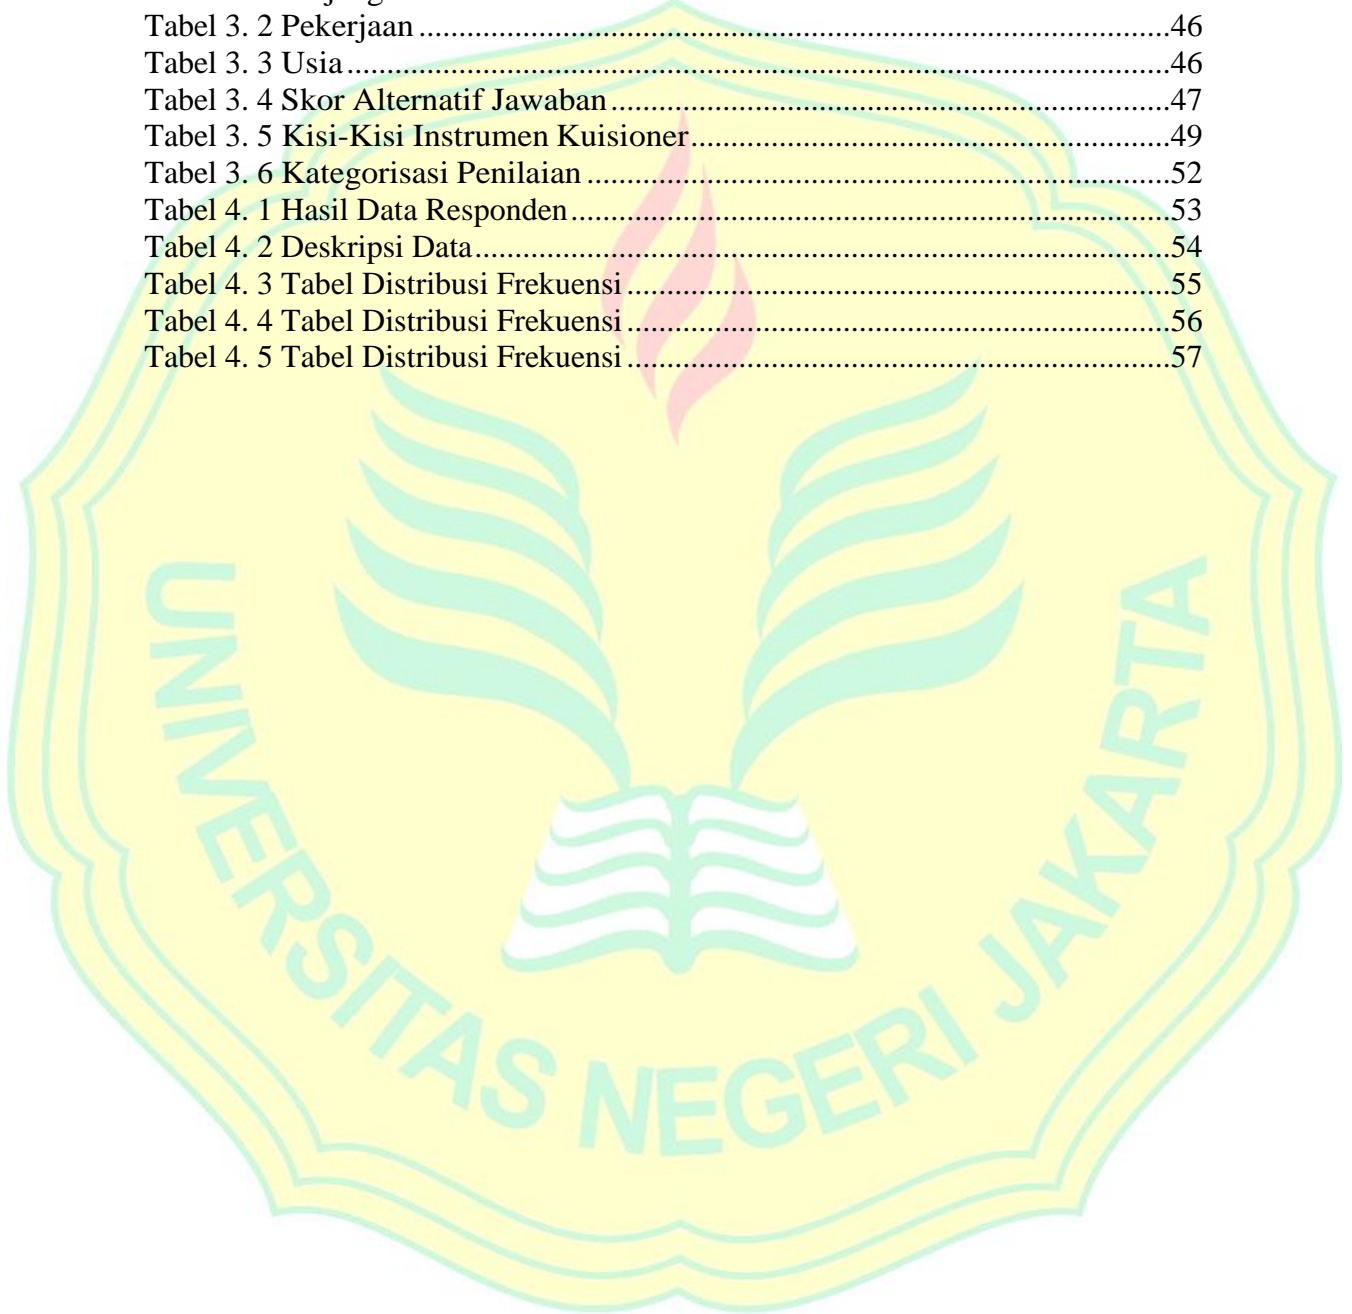 Tabel 3. 2 Pekerjaan....................46
Tabel 3. 3 Usia....................46
Tabel 3. 4 Skor Alternatif Jawaban....................47
Tabel 3. 5 Kisi-Kisi Instrumen Kuisioner....................49
Tabel 3. 6 Kategorisasi Penilaian....................52
Tabel 4. 1 Hasil Data Responden....................53
Tabel 4. 2 Deskripsi Data....................54
Tabel 4. 3 Tabel Distribusi Frekuensi....................55
Tabel 4. 4 Tabel Distribusi Frekuensi....................56
Tabel 4. 5 Tabel Distribusi Frekuensi....................57
UNIVERSITAS NEGERI JAKARTA